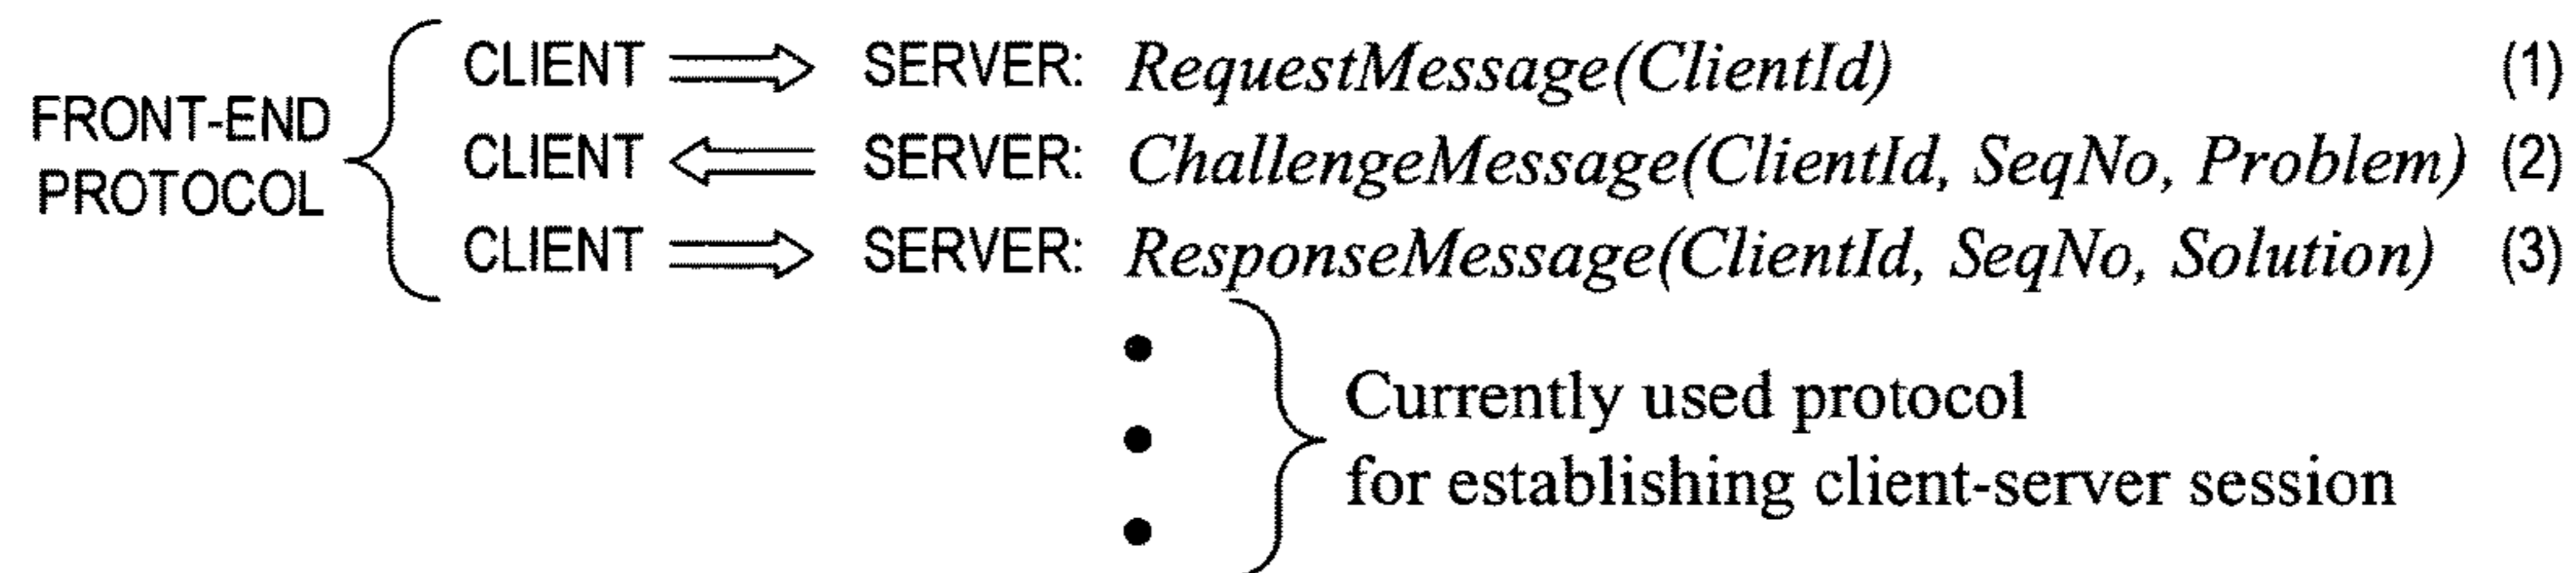 FRONT-END
PROTOCOL
CLIENT ⇒ SERVER: RequestMessage(ClientId) (1)
CLIENT ⇐ SERVER: ChallengeMessage(ClientId, SeqNo, Problem) (2)
CLIENT ⇒ SERVER: ResponseMessage(ClientId, SeqNo, Solution) (3)
Currently used protocol
for establishing client-server session